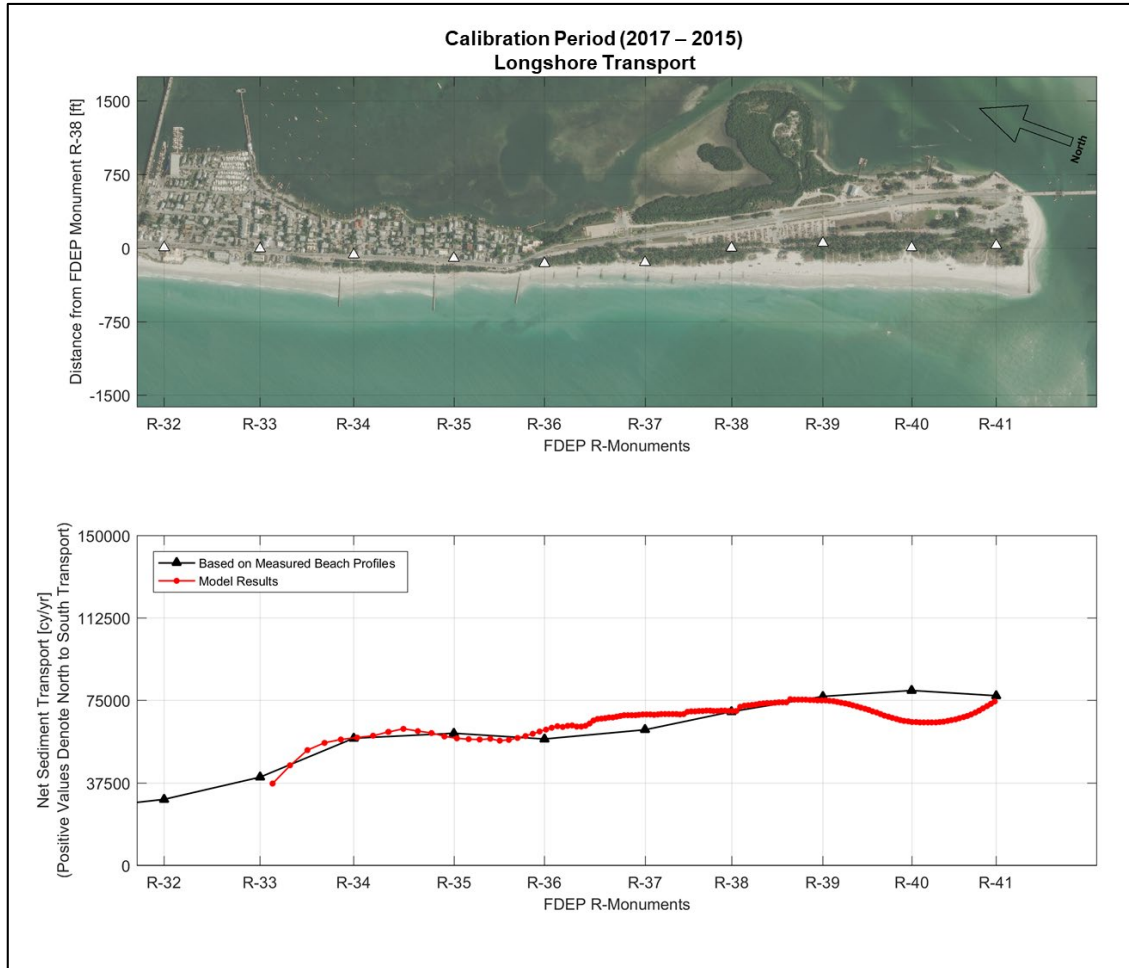 Calibration Period (2017 – 2015)
Longshore Transport
Distance from FDEP Monument R-38 [ft]
1500
750
0
-750
-1500
North
R-32 R-33 R-34 R-35 R-36 R-37 R-38 R-39 R-40 R-41
FDEP R-Monuments
Net Sediment Transport [cy/yr]
(Positive Values Denote North to South Transport)
150000
112500
75000
37500
0
Based on Measured Beach Profiles
Model Results
R-32 R-33 R-34 R-35 R-36 R-37 R-38 R-39 R-40 R-41
FDEP R-Monuments